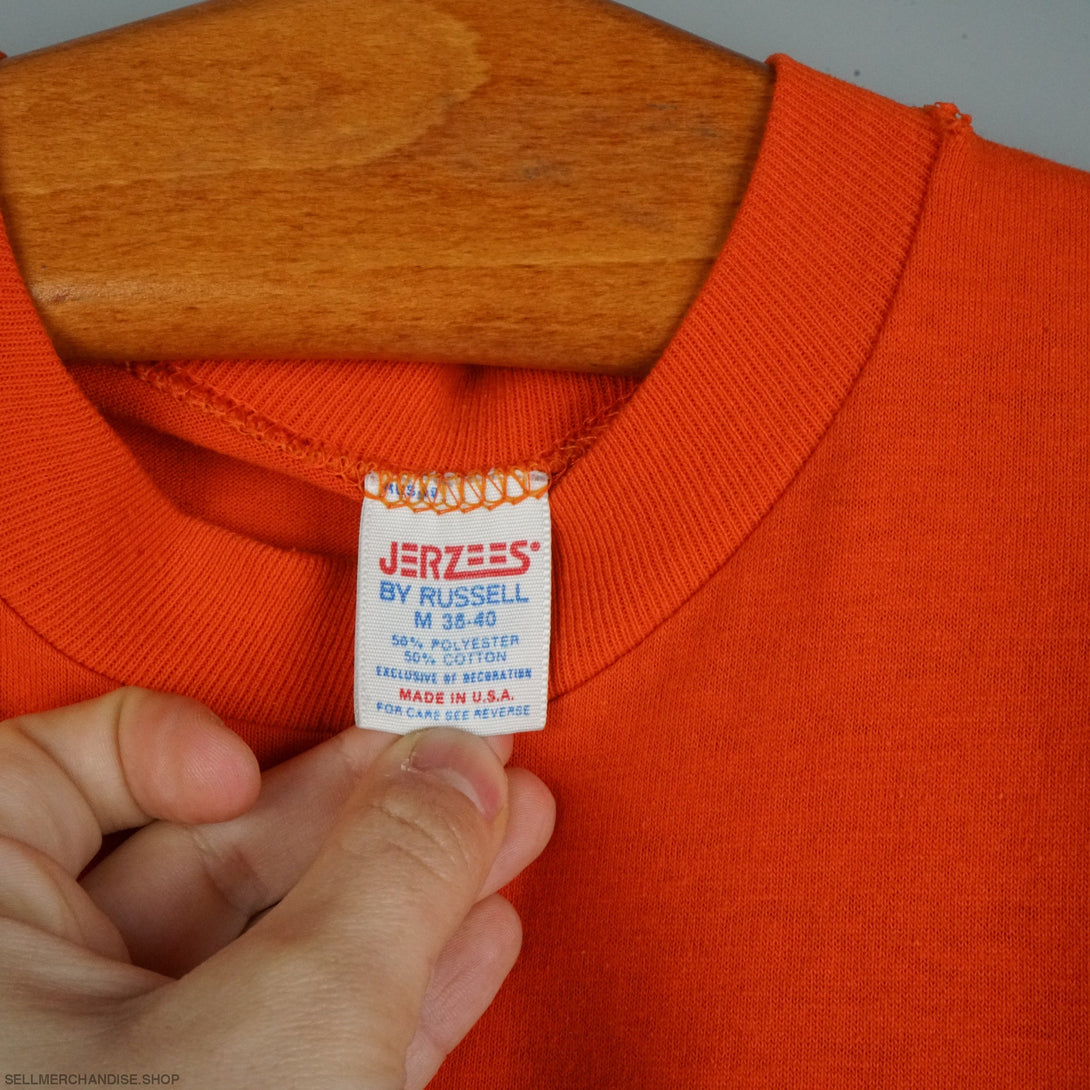 JERZEES®
BY RUSSELL
M 38-40
50% POLYESTER
50% COTTON
EXCLUSIVE OF DECORATION
MADE IN U.S.A.
FOR CARE SEE REVERSE
SELLMERCHANDISE.SHOP